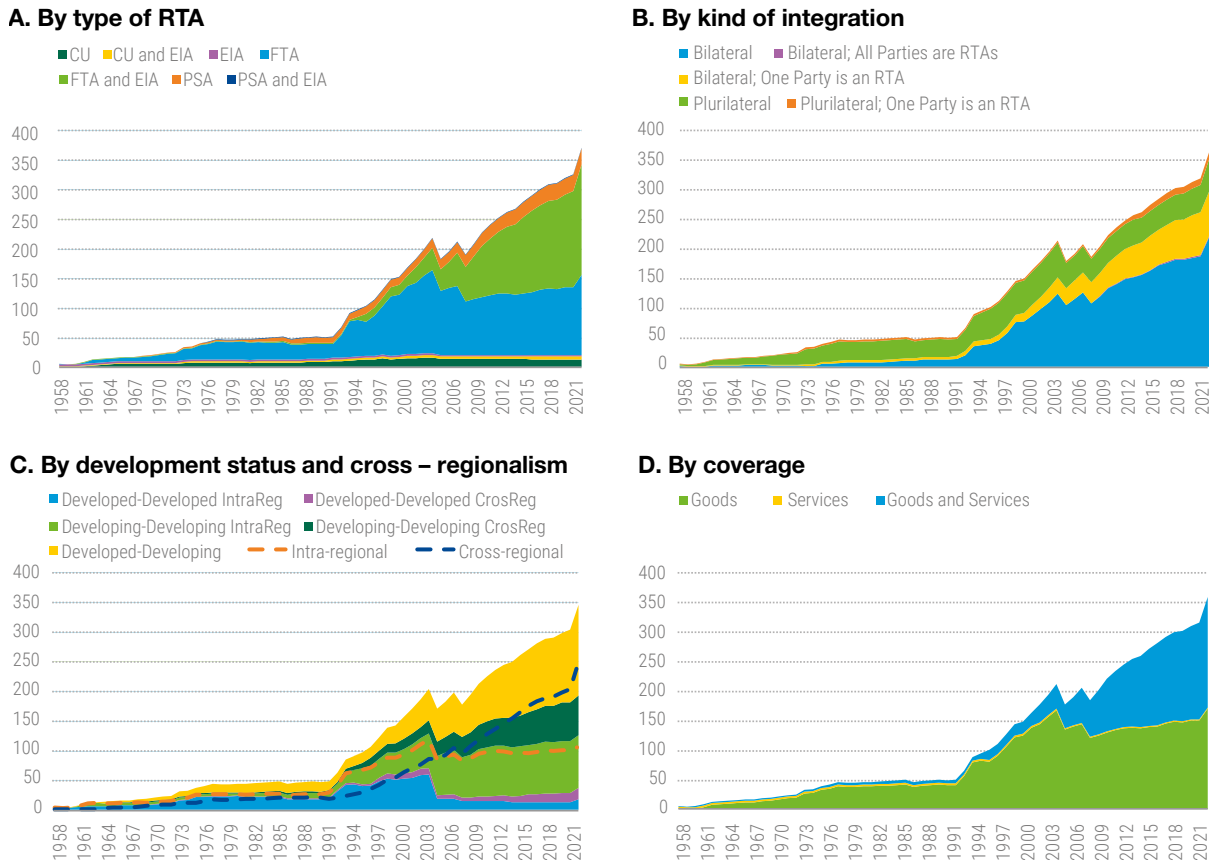 A. By type of RTA
CU CU and EIA EIA FTA
FTA and EIA PSA PSA and EIA
400
350
300
250
200
150
100
50
0
1958 1961 1964 1967 1970 1973 1976 1979 1982 1985 1988 1991 1994 1997 2000 2003 2006 2009 2012 2015 2018 2021
B. By kind of integration
Bilateral Bilateral; All Parties are RTAs
Bilateral; One Party is an RTA
Plurilateral Plurilateral; One Party is an RTA
400
350
300
250
200
150
100
50
0
1958 1961 1964 1967 1970 1973 1976 1979 1982 1985 1988 1991 1994 1997 2000 2003 2006 2009 2012 2015 2018 2021
C. By development status and cross – regionalism
Developed-Developed IntraReg Developed-Developed CrosReg
Developing-Developing IntraReg Developing-Developing CrosReg
Developed-Developing Intra-regional Cross-regional
400
350
300
250
200
150
100
50
0
1958 1961 1964 1967 1970 1973 1976 1979 1982 1985 1988 1991 1994 1997 2000 2003 2006 2009 2012 2015 2018 2021
D. By coverage
Goods Services Goods and Services
400
350
300
250
200
150
100
50
0
1958 1961 1964 1967 1970 1973 1976 1979 1982 1985 1988 1991 1994 1997 2000 2003 2006 2009 2012 2015 2018 2021